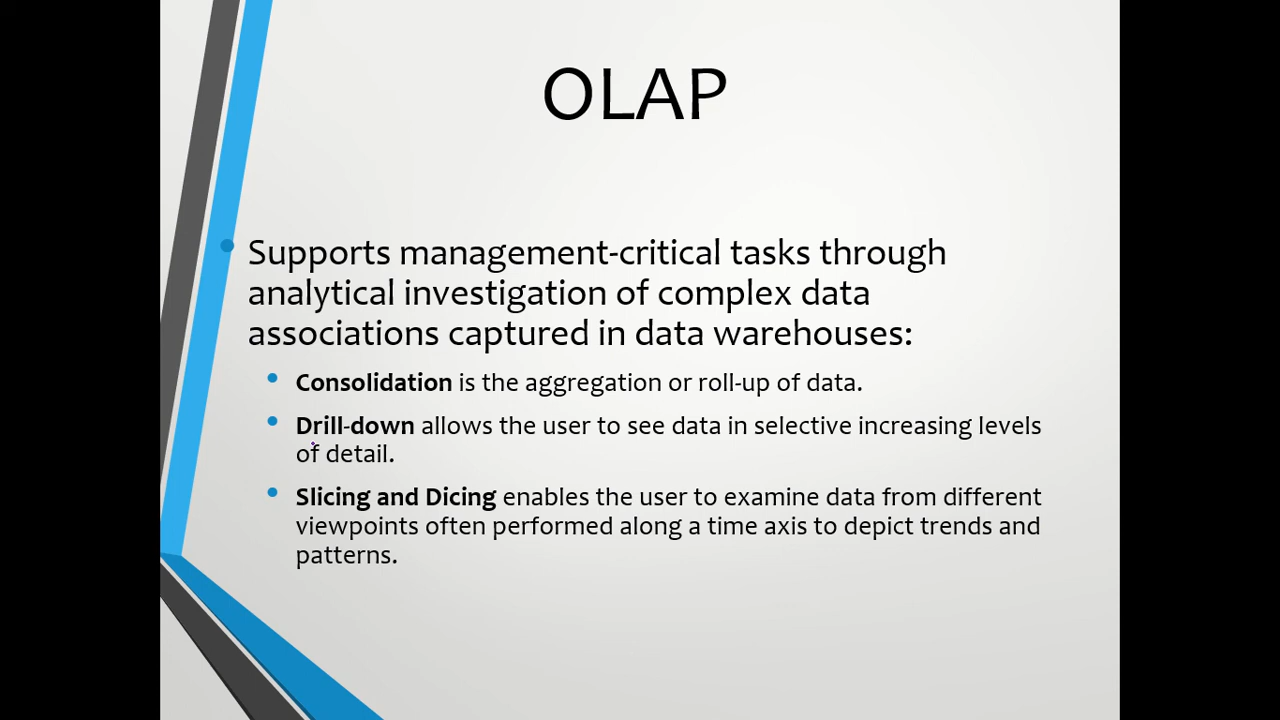 OLAP
Supports management-critical tasks through
analytical investigation of complex data
associations captured in data warehouses:
Consolidation is the aggregation or roll-up of data.
Drill-down allows the user to see data in selective increasing levels
of detail.
Slicing and Dicing enables the user to examine data from different
viewpoints often performed along a time axis to depict trends and
patterns.